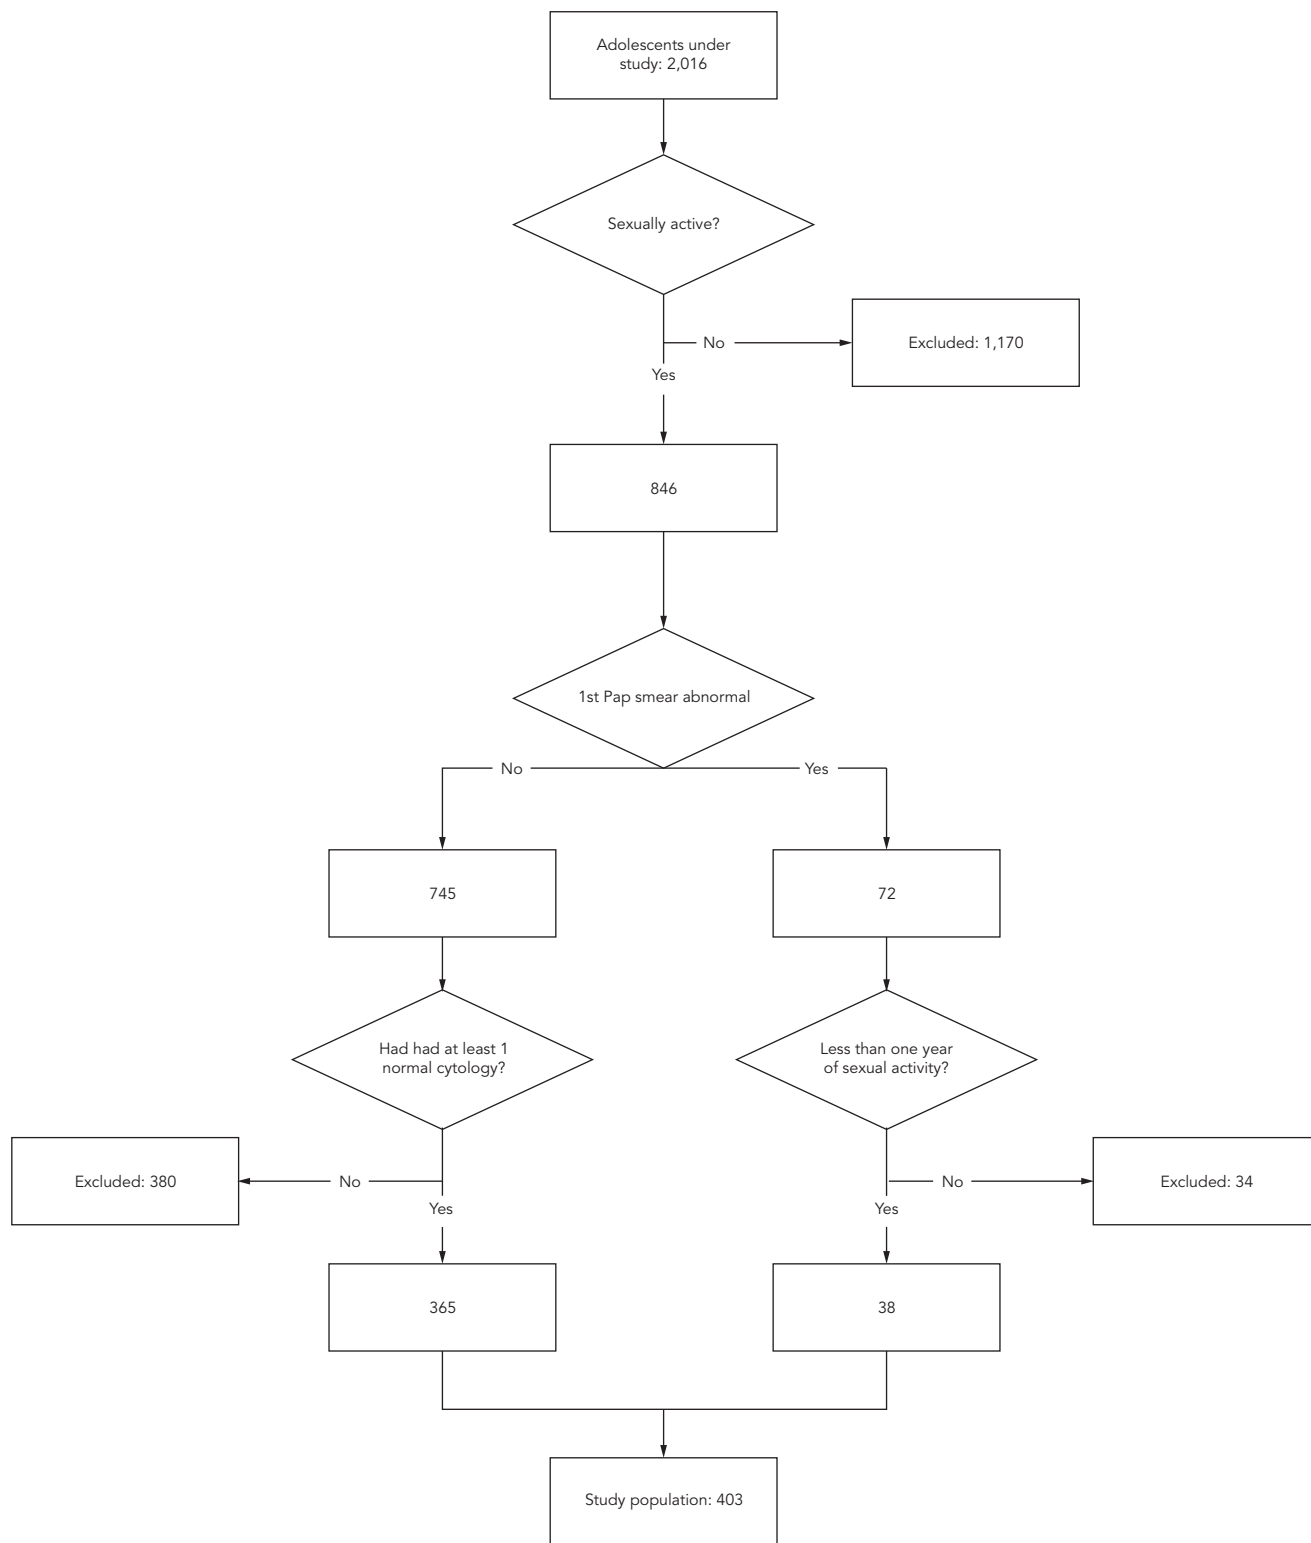 Adolescents under
study: 2,016
Sexually active?
No
Excluded: 1,170
Yes
846
1st Pap smear abnormal
No
Yes
745
72
Had had at least 1
normal cytology?
Less than one year
of sexual activity?
Excluded: 380
No
No
Excluded: 34
Yes
Yes
365
38
Study population: 403